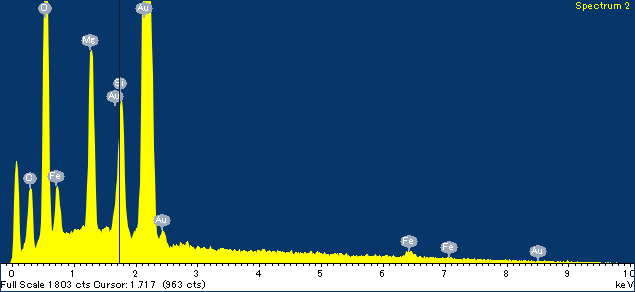 Spectrum 2
O Au
Mg
Si
Au
Fe
Au
Fe Fe Au
0 1 2 3 4 5 6 7 8 9
Full Scale 1803 cts Cursor: 1.717 (963 cts) keV